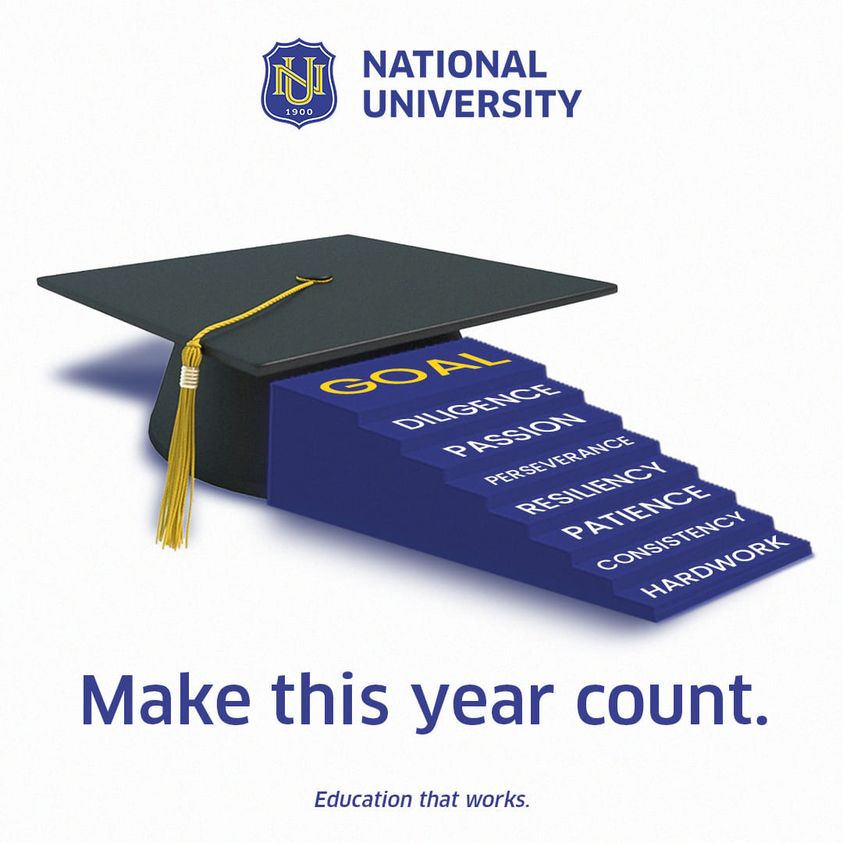 NU
1900
NATIONAL
UNIVERSITY
GOAL
DILIGENCE
PASSION
PERSEVERANCE
RESILIENCY
PATIENCE
CONSISTENCY
HARDWORK
Make this year count.
Education that works.